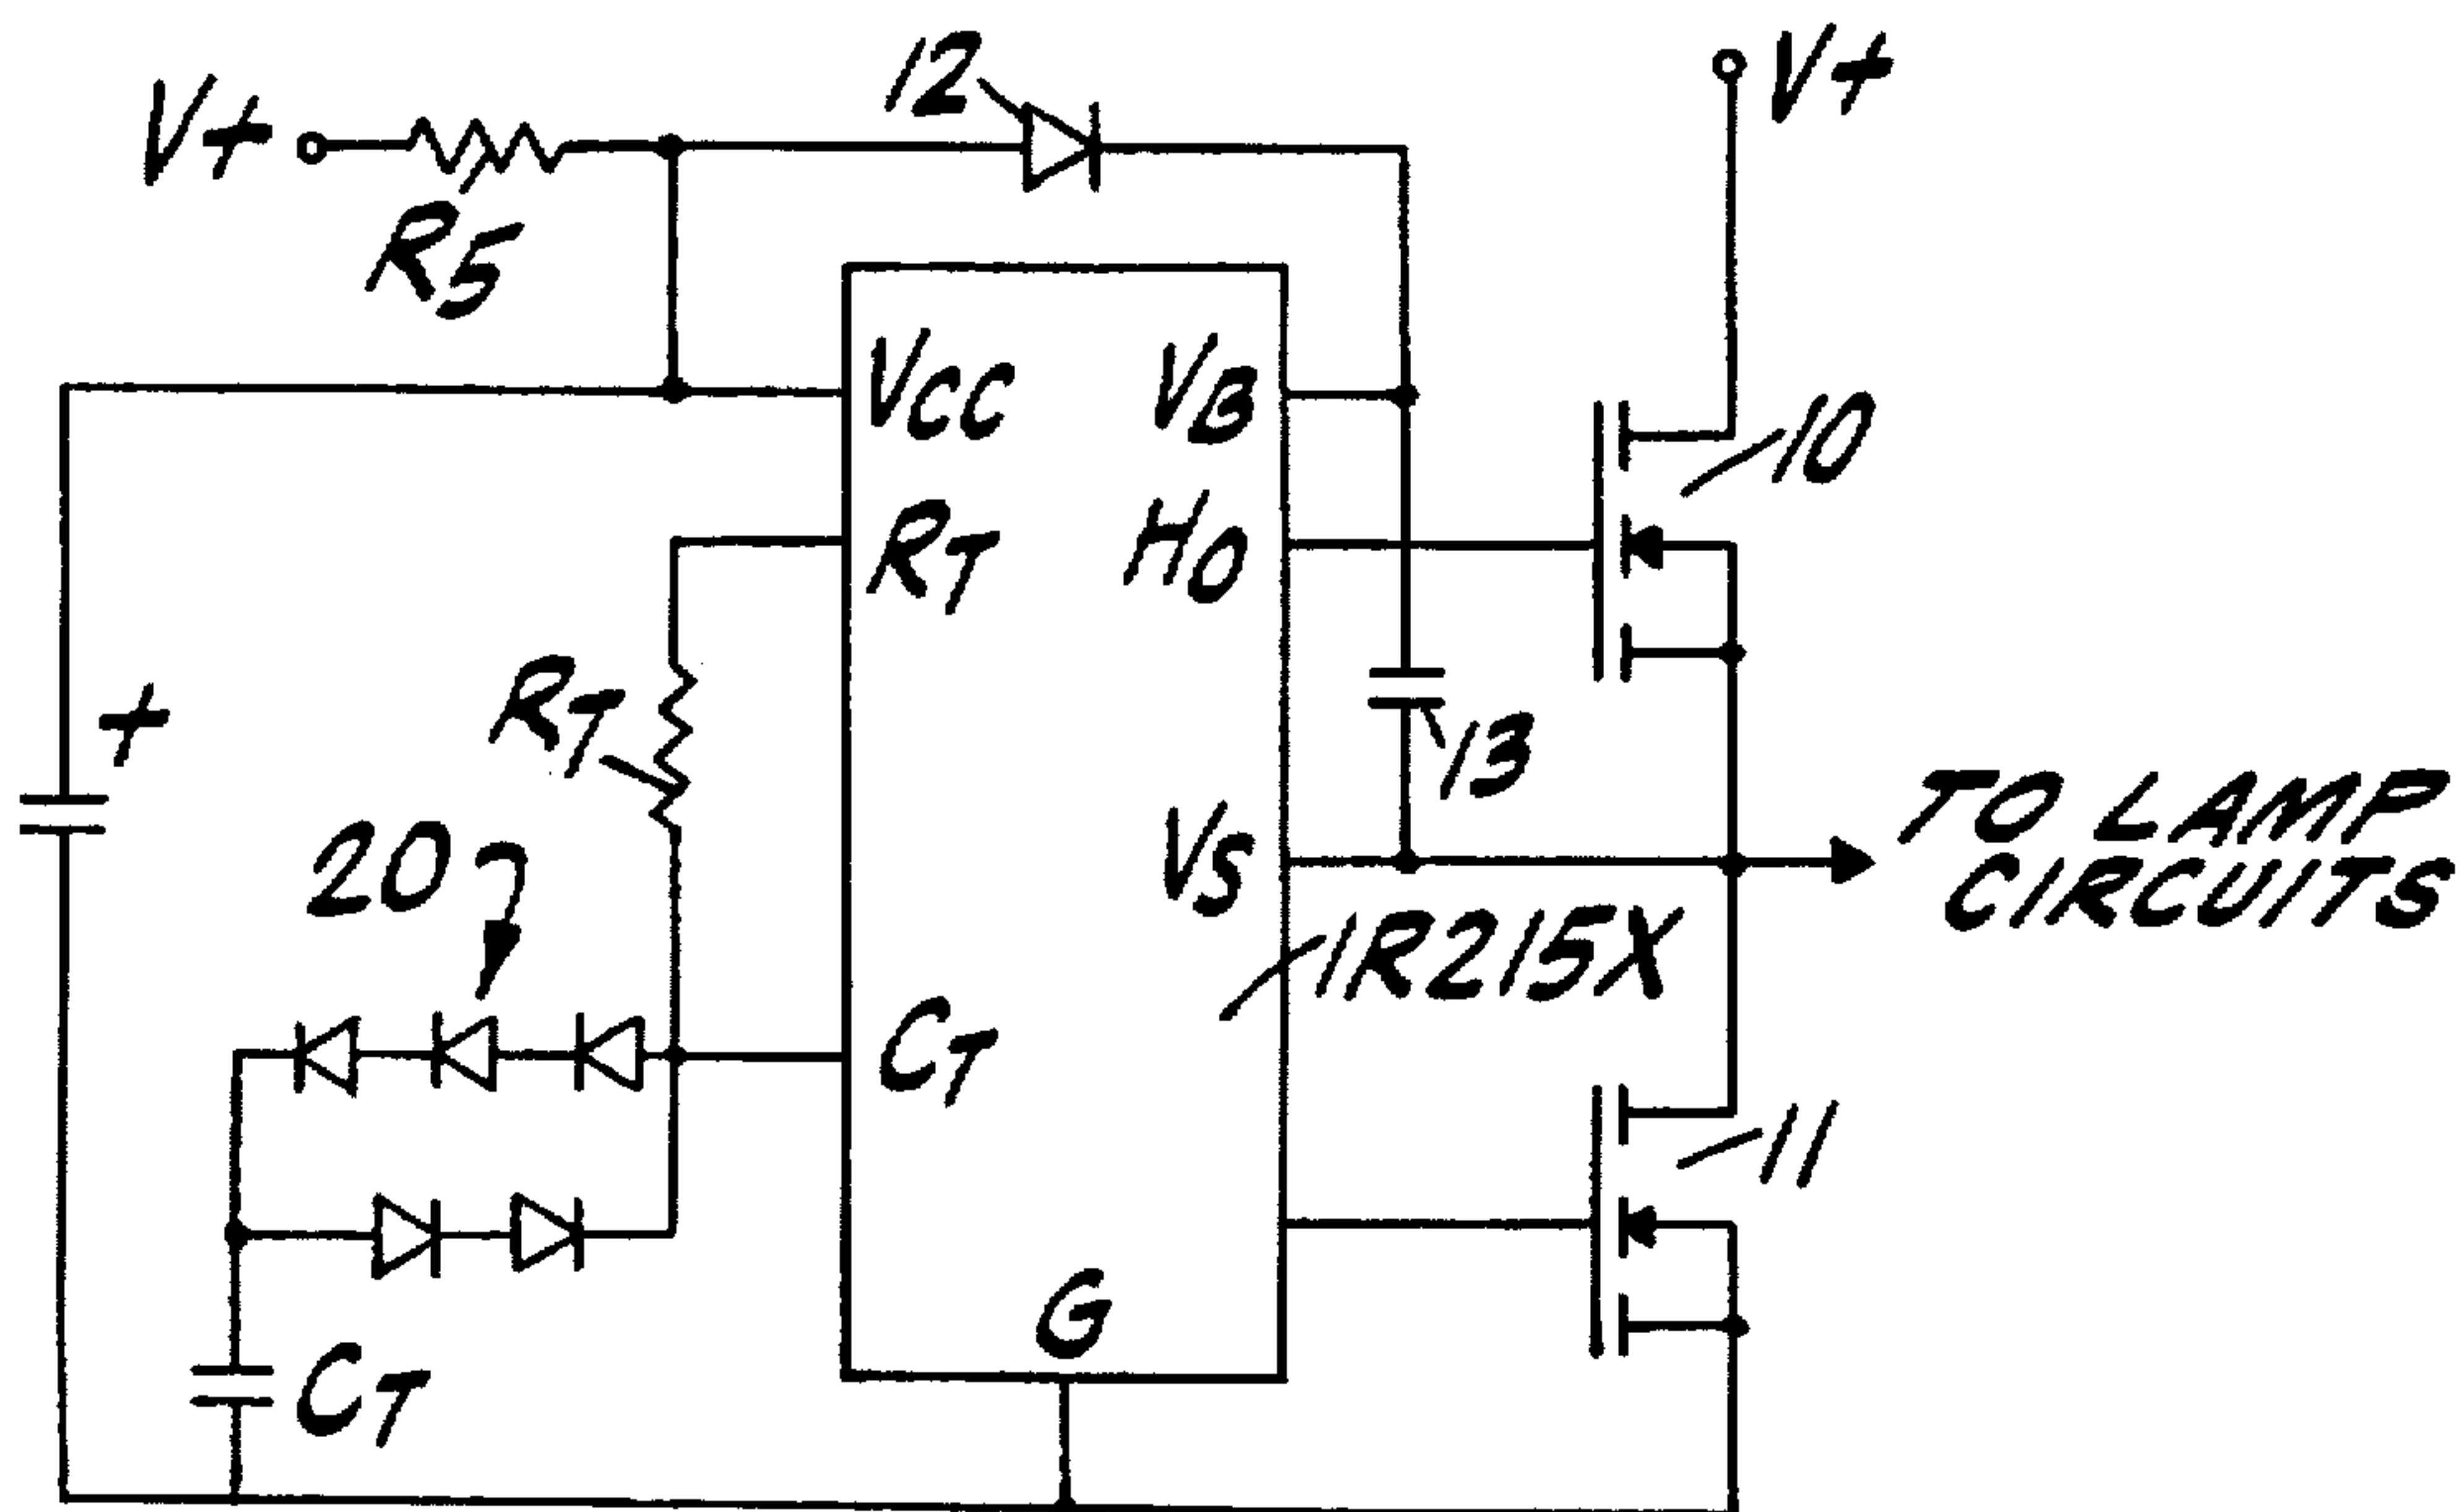 12
V+
V+
R5
VCC
VB
10
RT
HO
RT
+
13
TO LAMP
CIRCUITS
VS
20
IR215X
CT
11
G
CT